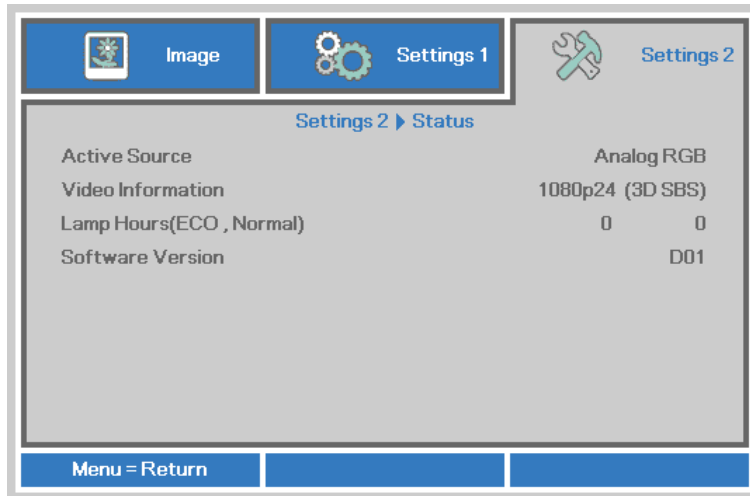 Image Settings 1 Settings 2
Settings 2 ▶ Status
Active Source Analog RGB
Video Information 1080p24 (3D SBS)
Lamp Hours(ECO , Normal) 0 0
Software Version D01
Menu = Return